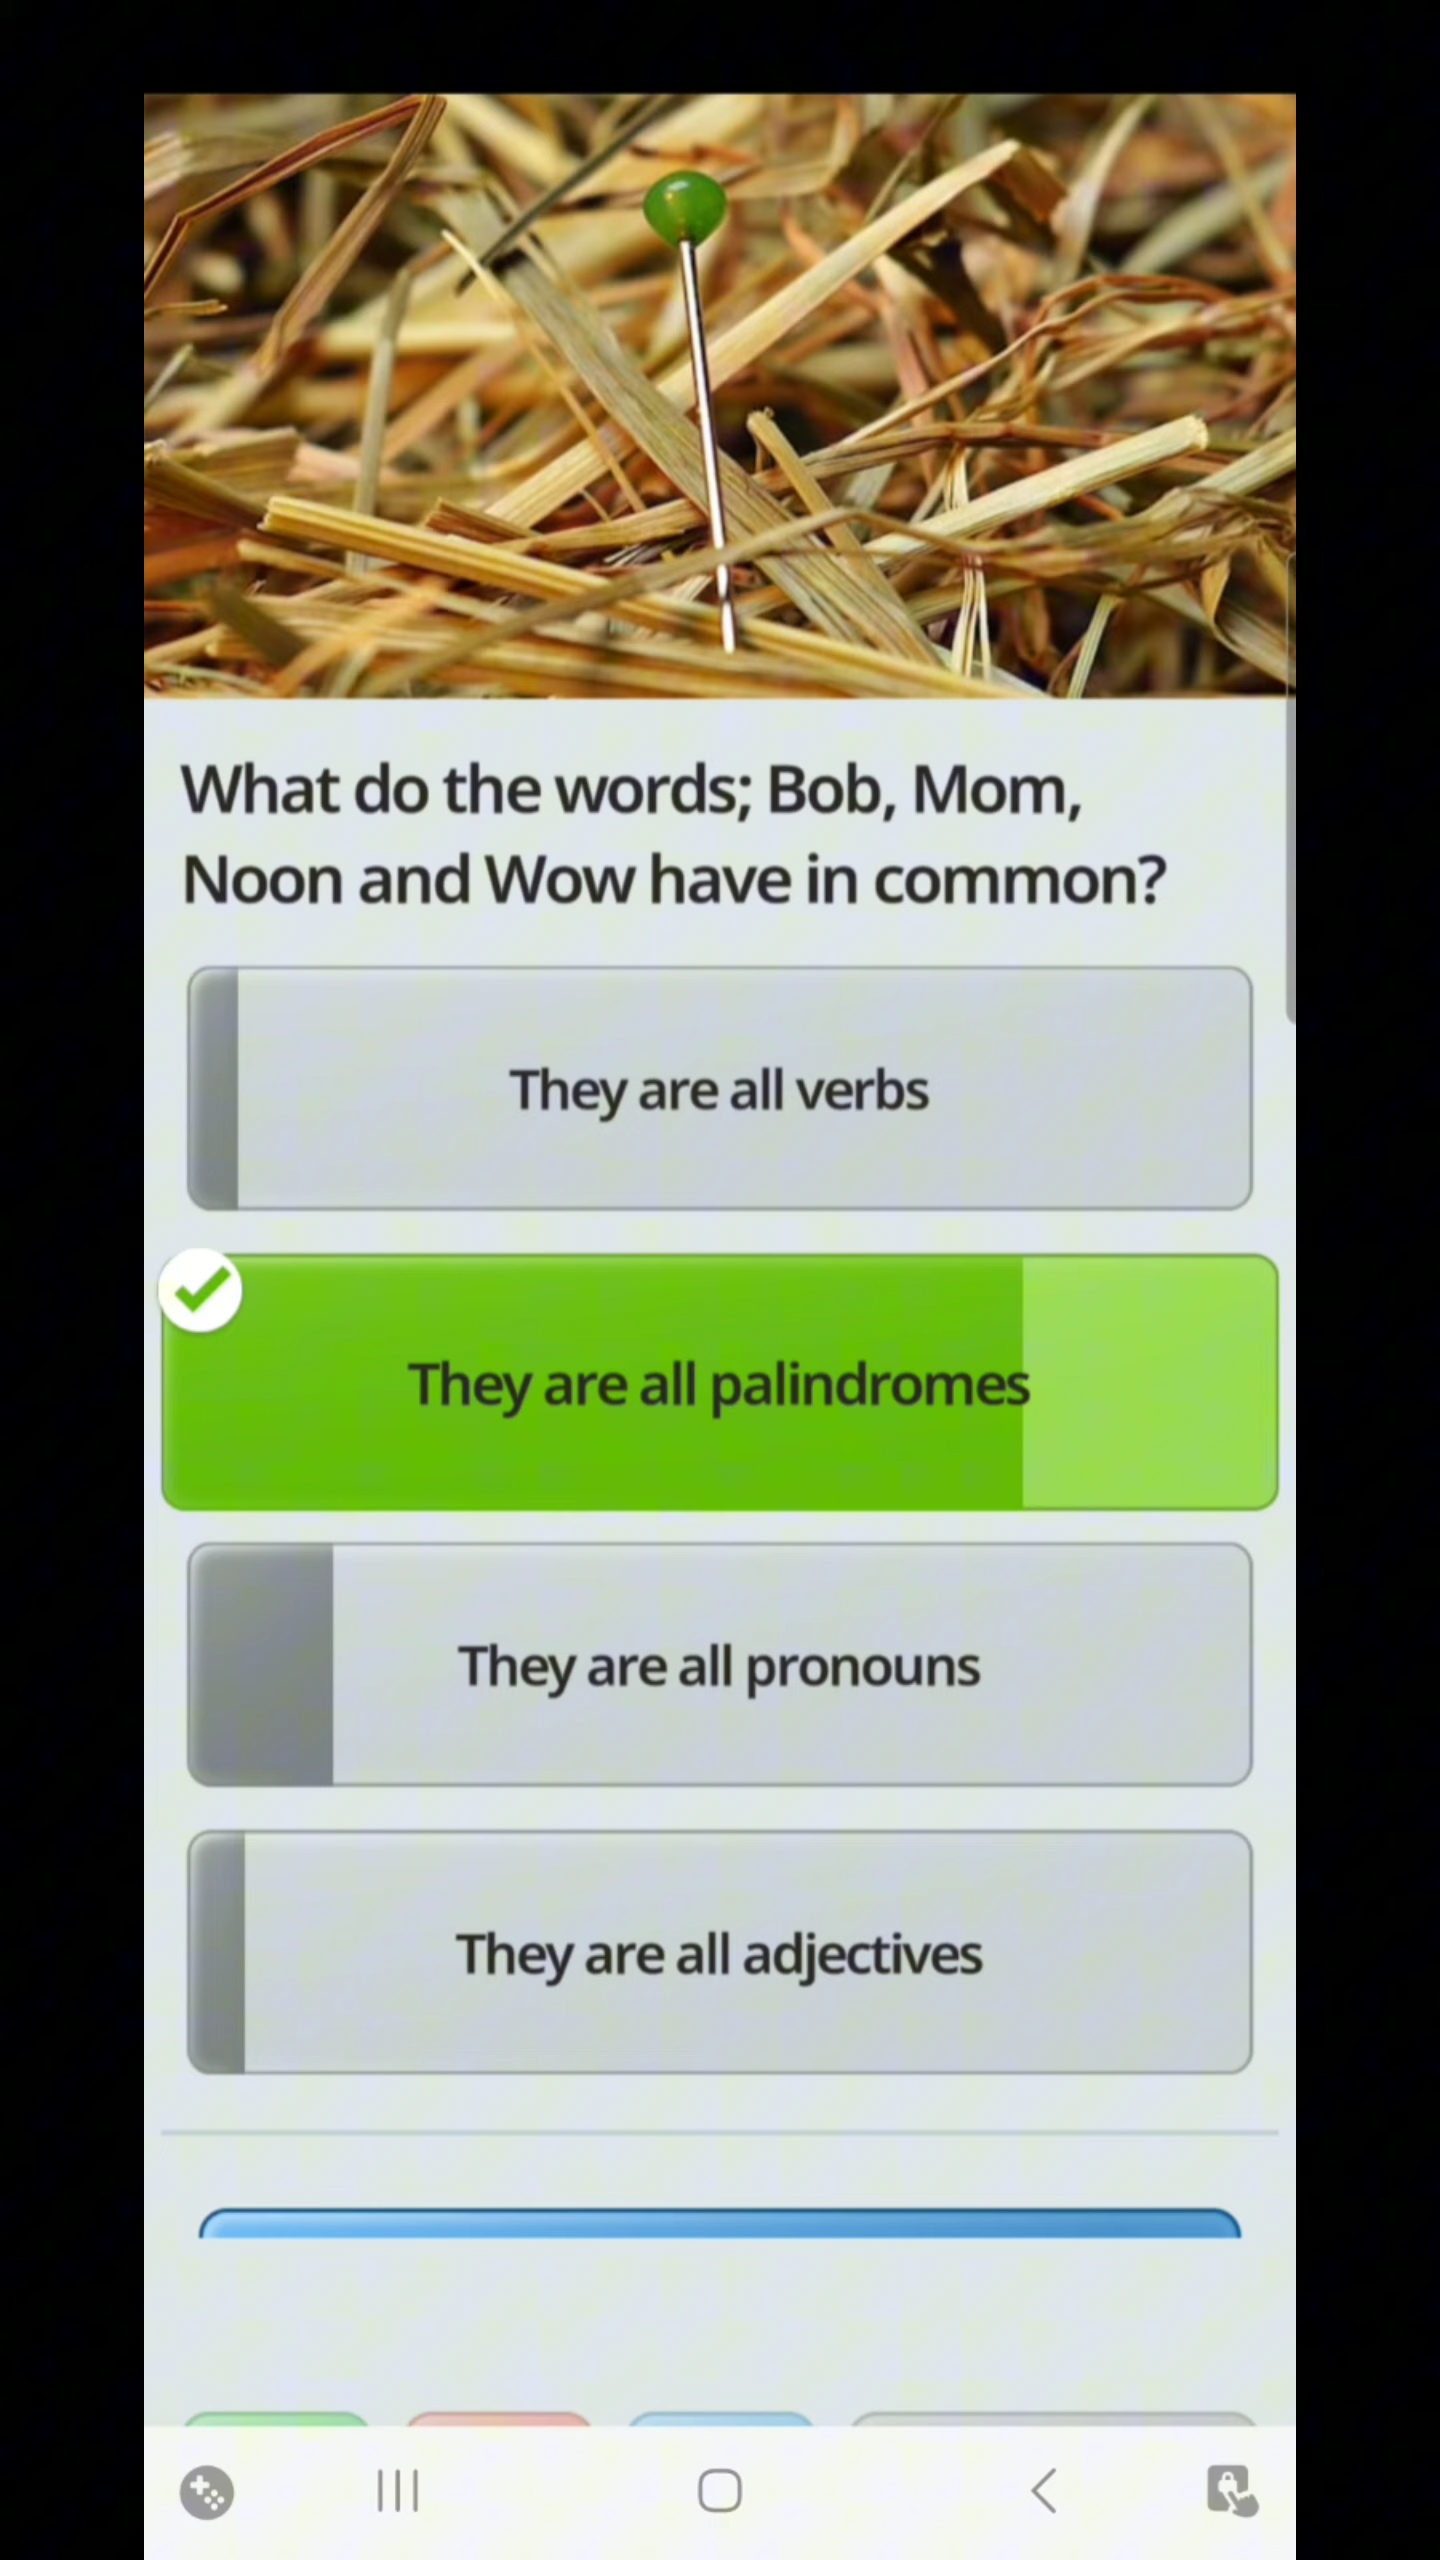 What do the words; Bob, Mom,
Noon and Wow have in common?
They are all verbs
They are all palindromes
They are all pronouns
They are all adjectives